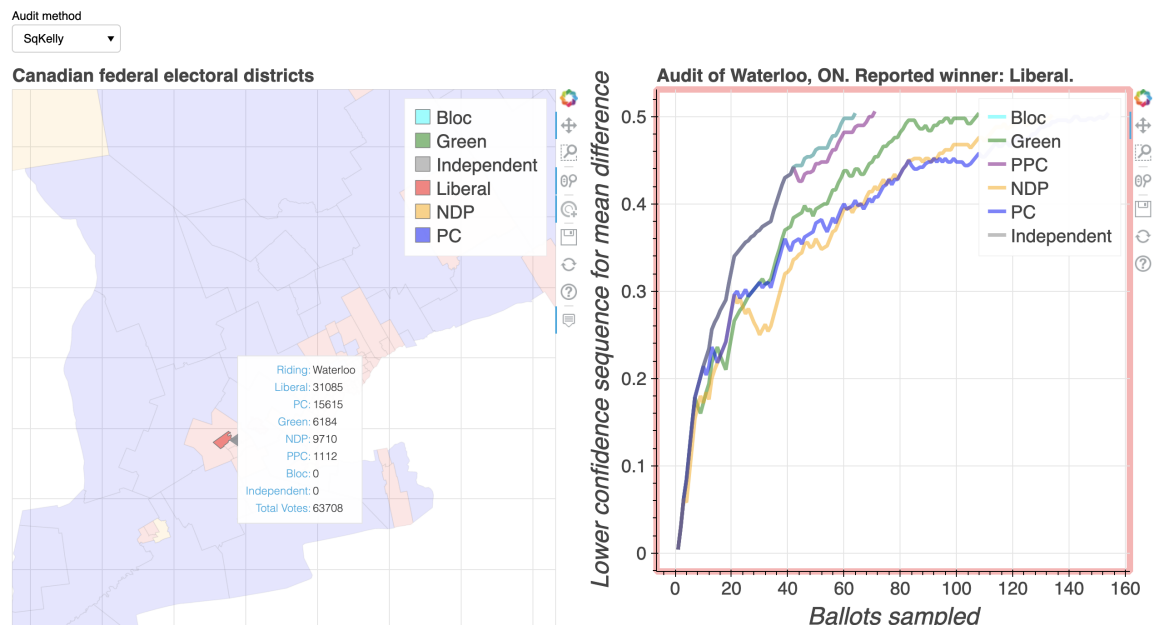 Audit method
SqKelly
Canadian federal electoral districts
Bloc
Green
Independent
Liberal
NDP
PC
Riding: Waterloo
Liberal: 31085
PC: 15615
Green: 6184
NDP: 9710
PPC: 1112
Bloc: 0
Independent: 0
Total Votes: 63708
Audit of Waterloo, ON. Reported winner: Liberal.
Lower confidence sequence for mean difference
0.5
0.4
0.3
0.2
0.1
0
Bloc
Green
PPC
NDP
PC
Independent
0 20 40 60 80 100 120 140 160
Ballots sampled